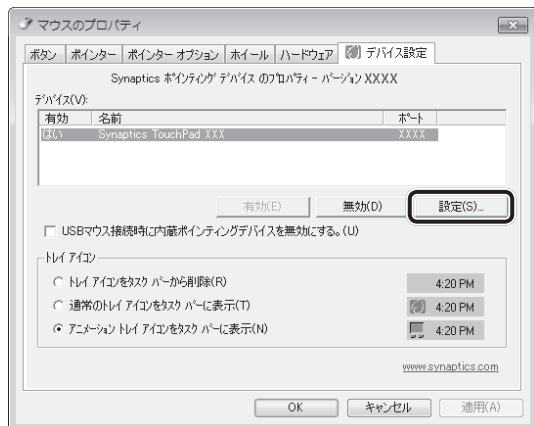 マウスのプロパティ
ボタン ポインター ポインター オプション ホイール ハードウェア デバイス設定
Synaptics ポインティング デバイス のプロパティ - バージョン XXXX
デバイス(V):
有効 名前 ポート
はい Synaptics TouchPad XXX XXXX
有効(E) 無効(D) 設定(S)...
USBマウス接続時に内蔵ポインティングデバイスを無効にする。(U)
トレイ アイコン
トレイ アイコンをタスク バーから削除(R) 4:20 PM
通常のトレイ アイコンをタスク バーに表示(T) 4:20 PM
アニメーション トレイ アイコンをタスク バーに表示(N) 4:20 PM
www.synaptics.com
OK キャンセル 適用(A)